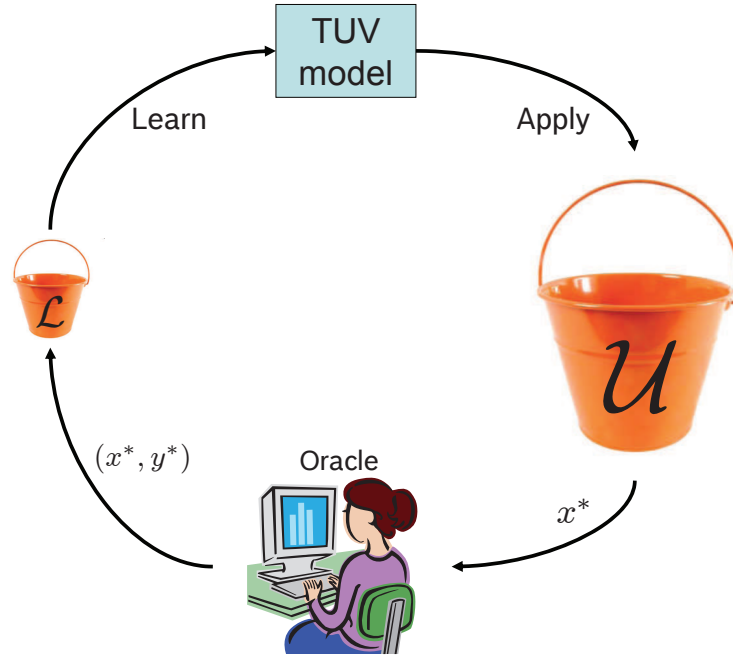 TUV
model
Learn
Apply
ℒ
𝒰
(x*, y*)
Oracle
x*